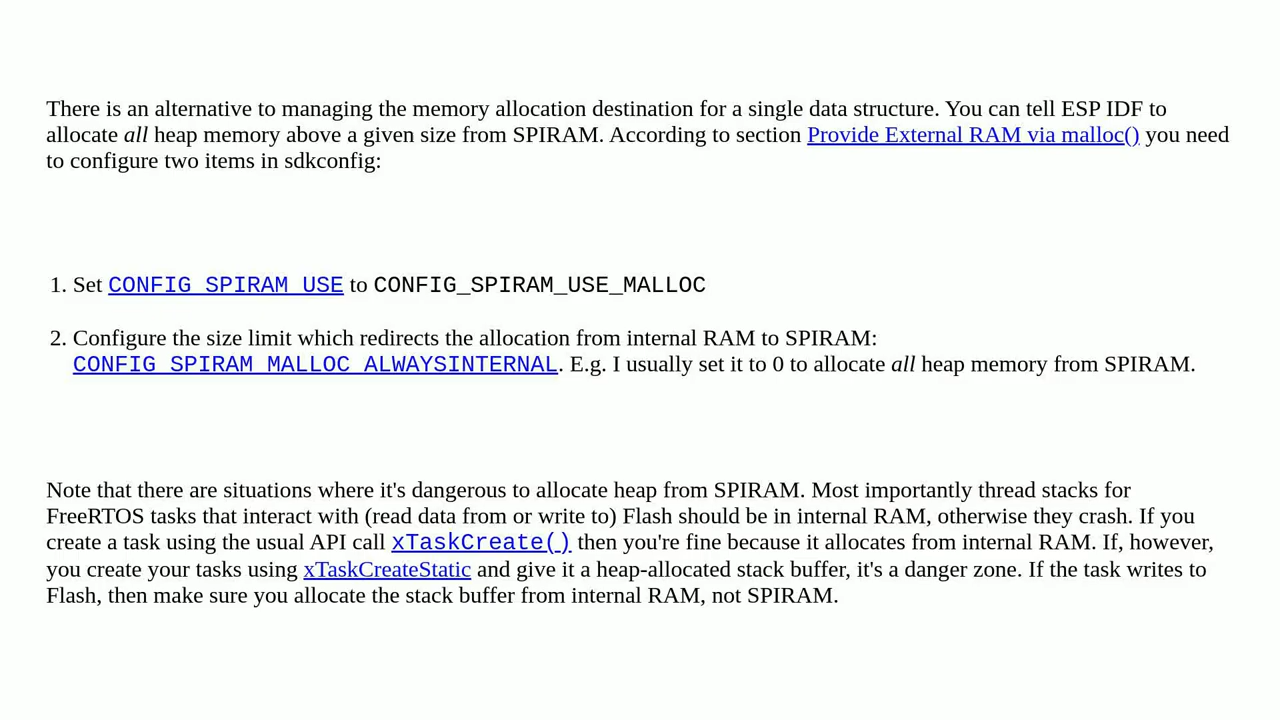 There is an alternative to managing the memory allocation destination for a single data structure. You can tell ESP IDF to
allocate all heap memory above a given size from SPIRAM. According to section Provide External RAM via malloc() you need
to configure two items in sdkconfig:
1. Set CONFIG_SPIRAM_USE to CONFIG_SPIRAM_USE_MALLOC
2. Configure the size limit which redirects the allocation from internal RAM to SPIRAM:
CONFIG_SPIRAM_MALLOC_ALWAYSINTERNAL. E.g. I usually set it to 0 to allocate all heap memory from SPIRAM.
Note that there are situations where it's dangerous to allocate heap from SPIRAM. Most importantly thread stacks for
FreeRTOS tasks that interact with (read data from or write to) Flash should be in internal RAM, otherwise they crash. If you
create a task using the usual API call xTaskCreate() then you're fine because it allocates from internal RAM. If, however,
you create your tasks using xTaskCreateStatic and give it a heap-allocated stack buffer, it's a danger zone. If the task writes to
Flash, then make sure you allocate the stack buffer from internal RAM, not SPIRAM.